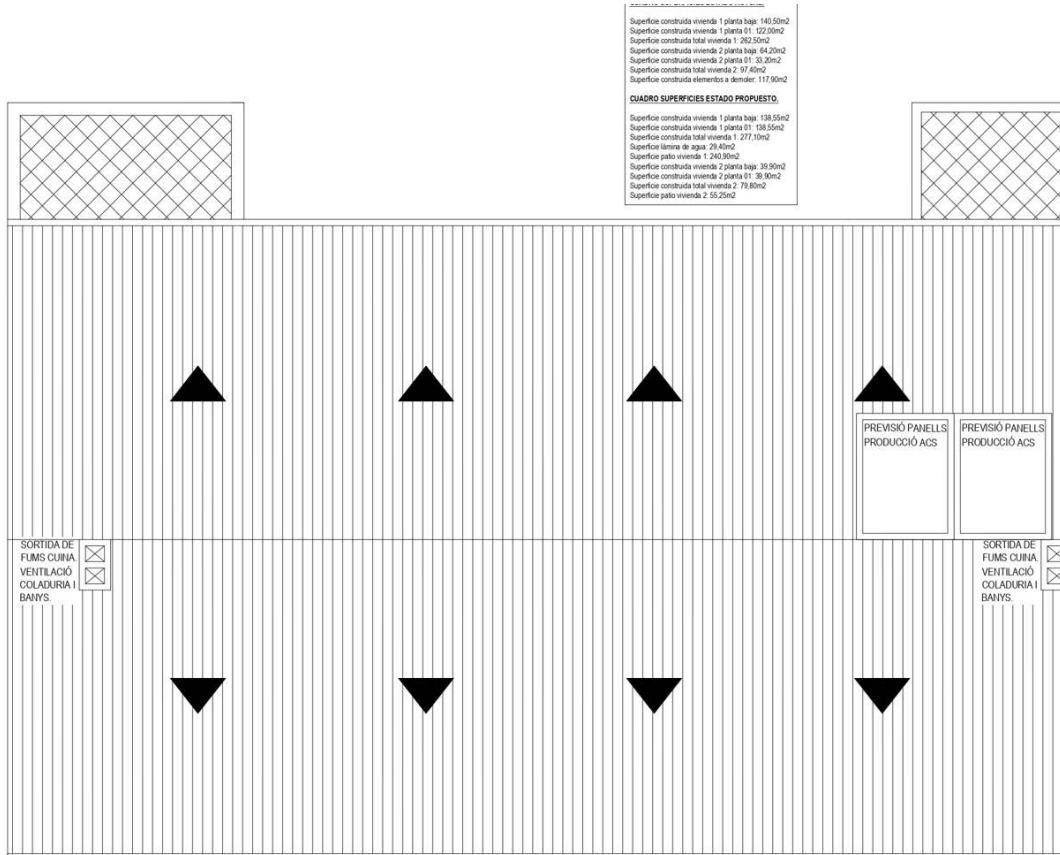 Superficie construida vivienda 1 planta baja: 140,50m2
Superficie construida vivienda 1 planta 01: 122,00m2
Superficie construida total vivienda 1: 262,50m2
Superficie construida vivienda 2 planta baja: 64,20m2
Superficie construida vivienda 2 planta 01: 33,20m2
Superficie construida total vivienda 2: 97,40m2
Superficie construida elementos a demoler: 117,90m2
CUADRO SUPERFICIES ESTADO PROPUESTO.
Superficie construida vivienda 1 planta baja: 138,55m2
Superficie construida vivienda 1 planta 01: 138,55m2
Superficie construida total vivienda 1: 277,10m2
Superficie lámina de agua: 29,40m2
Superficie patio vivienda 1: 240,90m2
Superficie construida vivienda 2 planta baja: 39,90m2
Superficie construida vivienda 2 planta 01: 39,90m2
Superficie construida total vivienda 2: 79,80m2
Superficie patio vivienda 2: 55,25m2
PREVISIÓ PANELLS
PRODUCCIÓ ACS
PREVISIÓ PANELLS
PRODUCCIÓ ACS
SORTIDA DE
FUMS CUINA.
VENTILACIÓ
COLADURIA I
BANYS.
SORTIDA DE
FUMS CUINA.
VENTILACIÓ
COLADURIA I
BANYS.